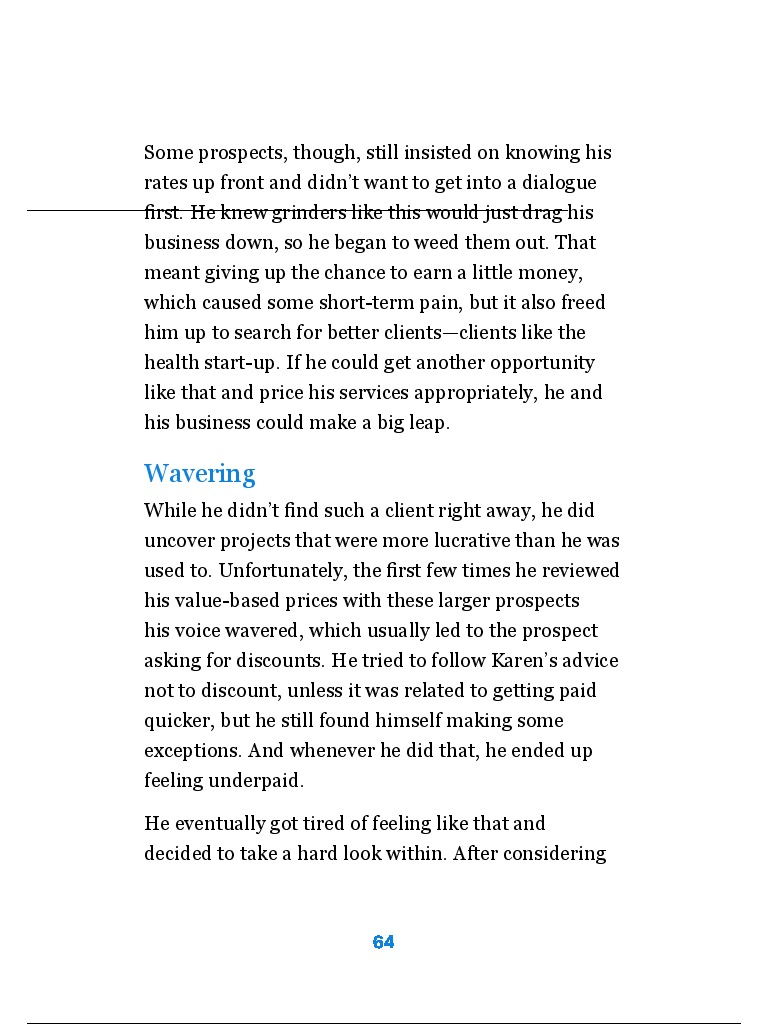 Some prospects, though, still insisted on knowing his
rates up front and didn’t want to get into a dialogue
first. He knew grinders like this would just drag his
business down, so he began to weed them out. That
meant giving up the chance to earn a little money,
which caused some short-term pain, but it also freed
him up to search for better clients—clients like the
health start-up. If he could get another opportunity
like that and price his services appropriately, he and
his business could make a big leap.
Wavering
While he didn’t find such a client right away, he did
uncover projects that were more lucrative than he was
used to. Unfortunately, the first few times he reviewed
his value-based prices with these larger prospects
his voice wavered, which usually led to the prospect
asking for discounts. He tried to follow Karen’s advice
not to discount, unless it was related to getting paid
quicker, but he still found himself making some
exceptions. And whenever he did that, he ended up
feeling underpaid.
He eventually got tired of feeling like that and
decided to take a hard look within. After considering
64